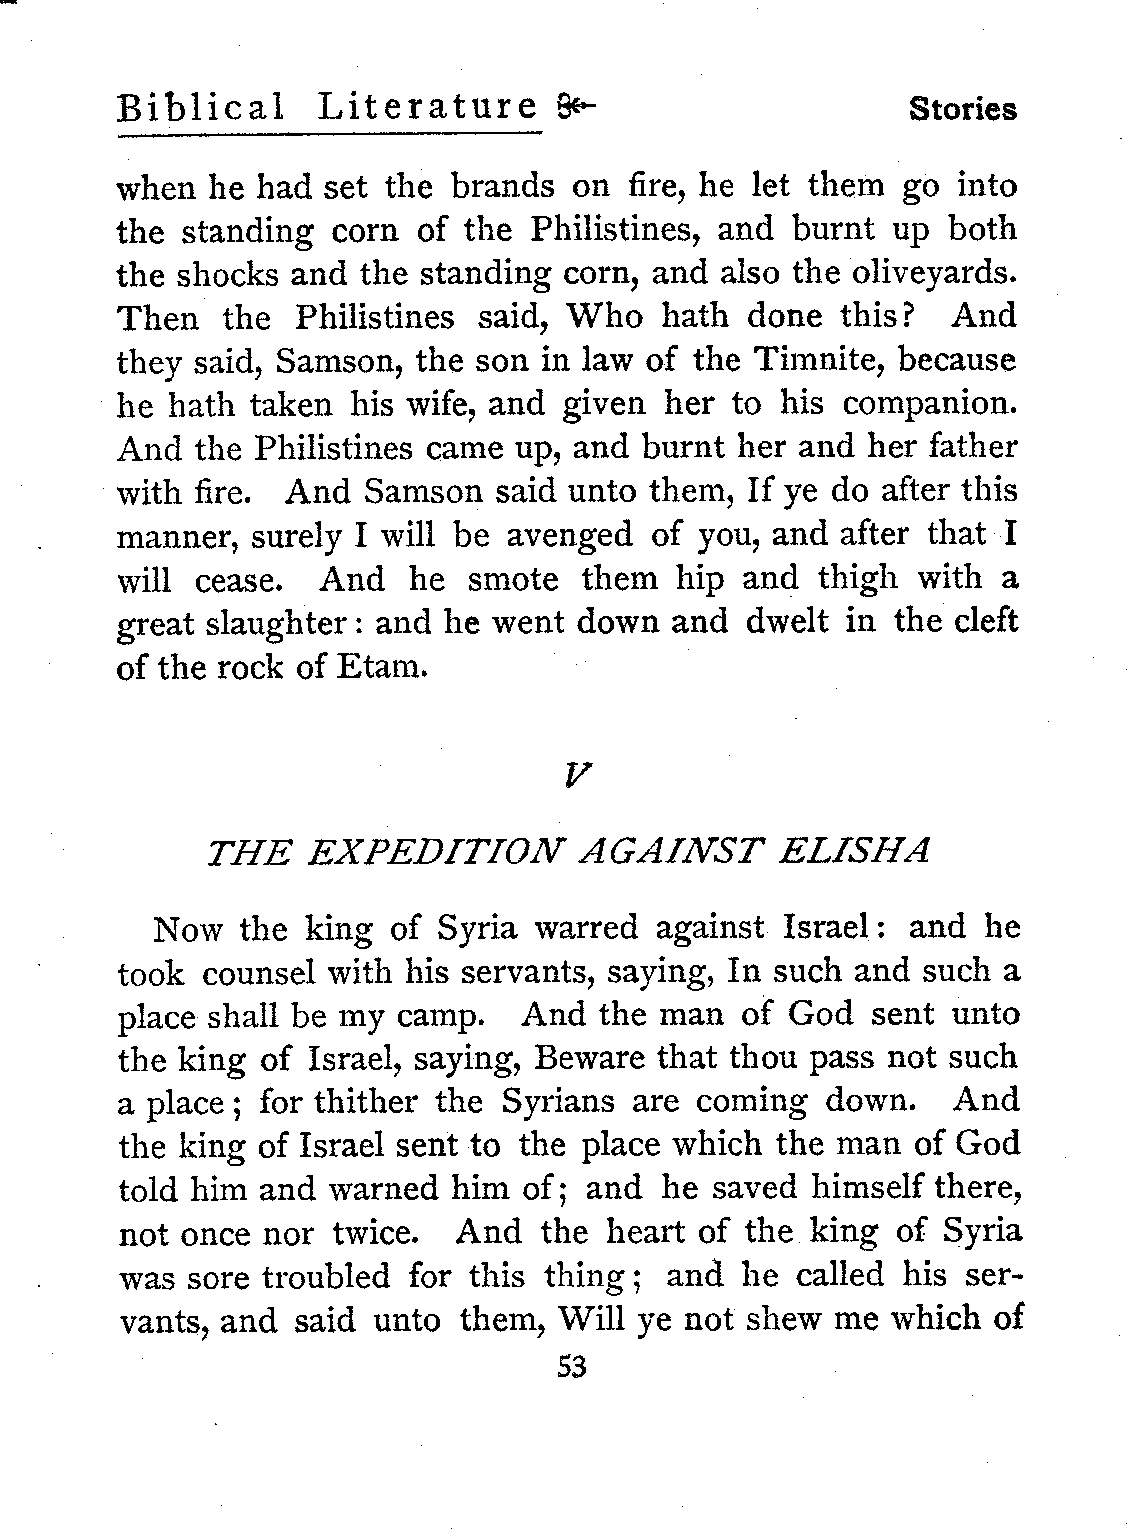 Biblical Literature Stories
when he had set the brands on fire, he let them go into
the standing corn of the Philistines, and burnt up both
the shocks and the standing corn, and also the oliveyards.
Then the Philistines said, Who hath done this? And
they said, Samson, the son in law of the Timnite, because
he hath taken his wife, and given her to his companion.
And the Philistines came up, and burnt her and her father
with fire. And Samson said unto them, If ye do after this
manner, surely I will be avenged of you, and after that I
will cease. And he smote them hip and thigh with a
great slaughter: and he went down and dwelt in the cleft
of the rock of Etam.
V
THE EXPEDITION AGAINST ELISHA
Now the king of Syria warred against Israel: and he
took counsel with his servants, saying, In such and such a
place shall be my camp. And the man of God sent unto
the king of Israel, saying, Beware that thou pass not such
a place; for thither the Syrians are coming down. And
the king of Israel sent to the place which the man of God
told him and warned him of; and he saved himself there,
not once nor twice. And the heart of the king of Syria
was sore troubled for this thing; and he called his ser-
vants, and said unto them, Will ye not shew me which of
53